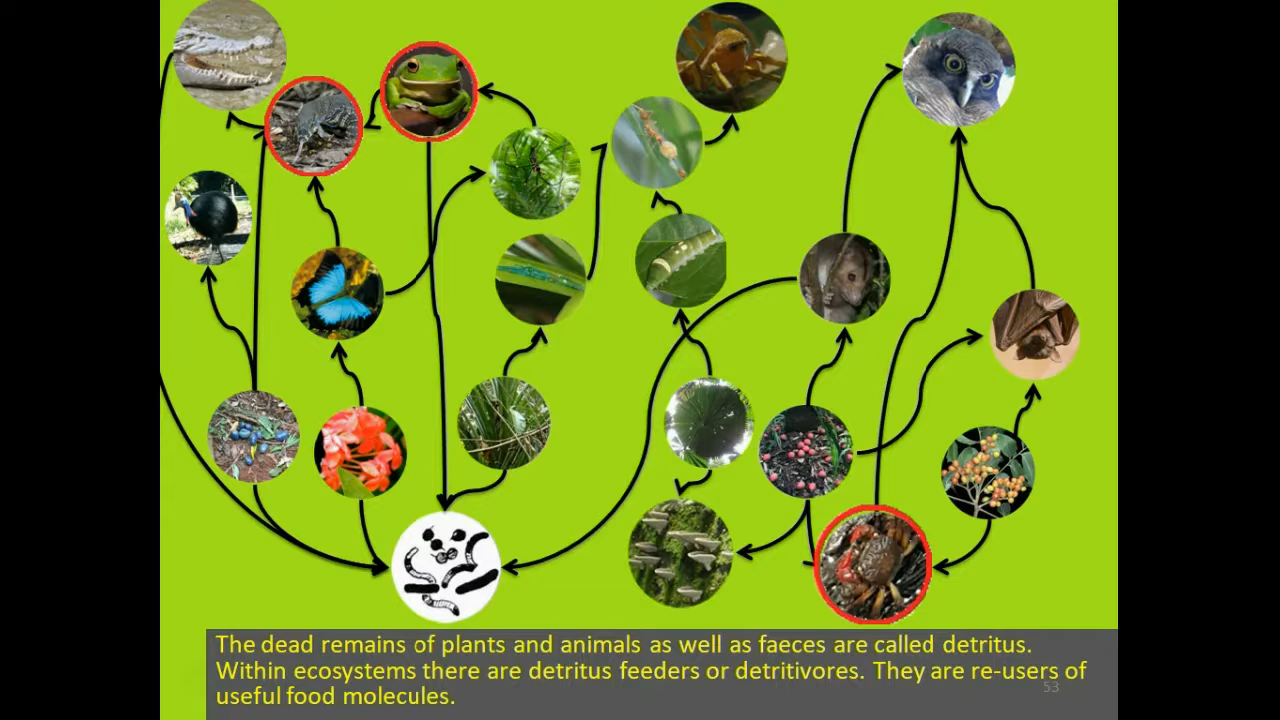 The dead remains of plants and animals as well as faeces are called detritus.
Within ecosystems there are detritus feeders or detritivores. They are re-users of
useful food molecules.
53